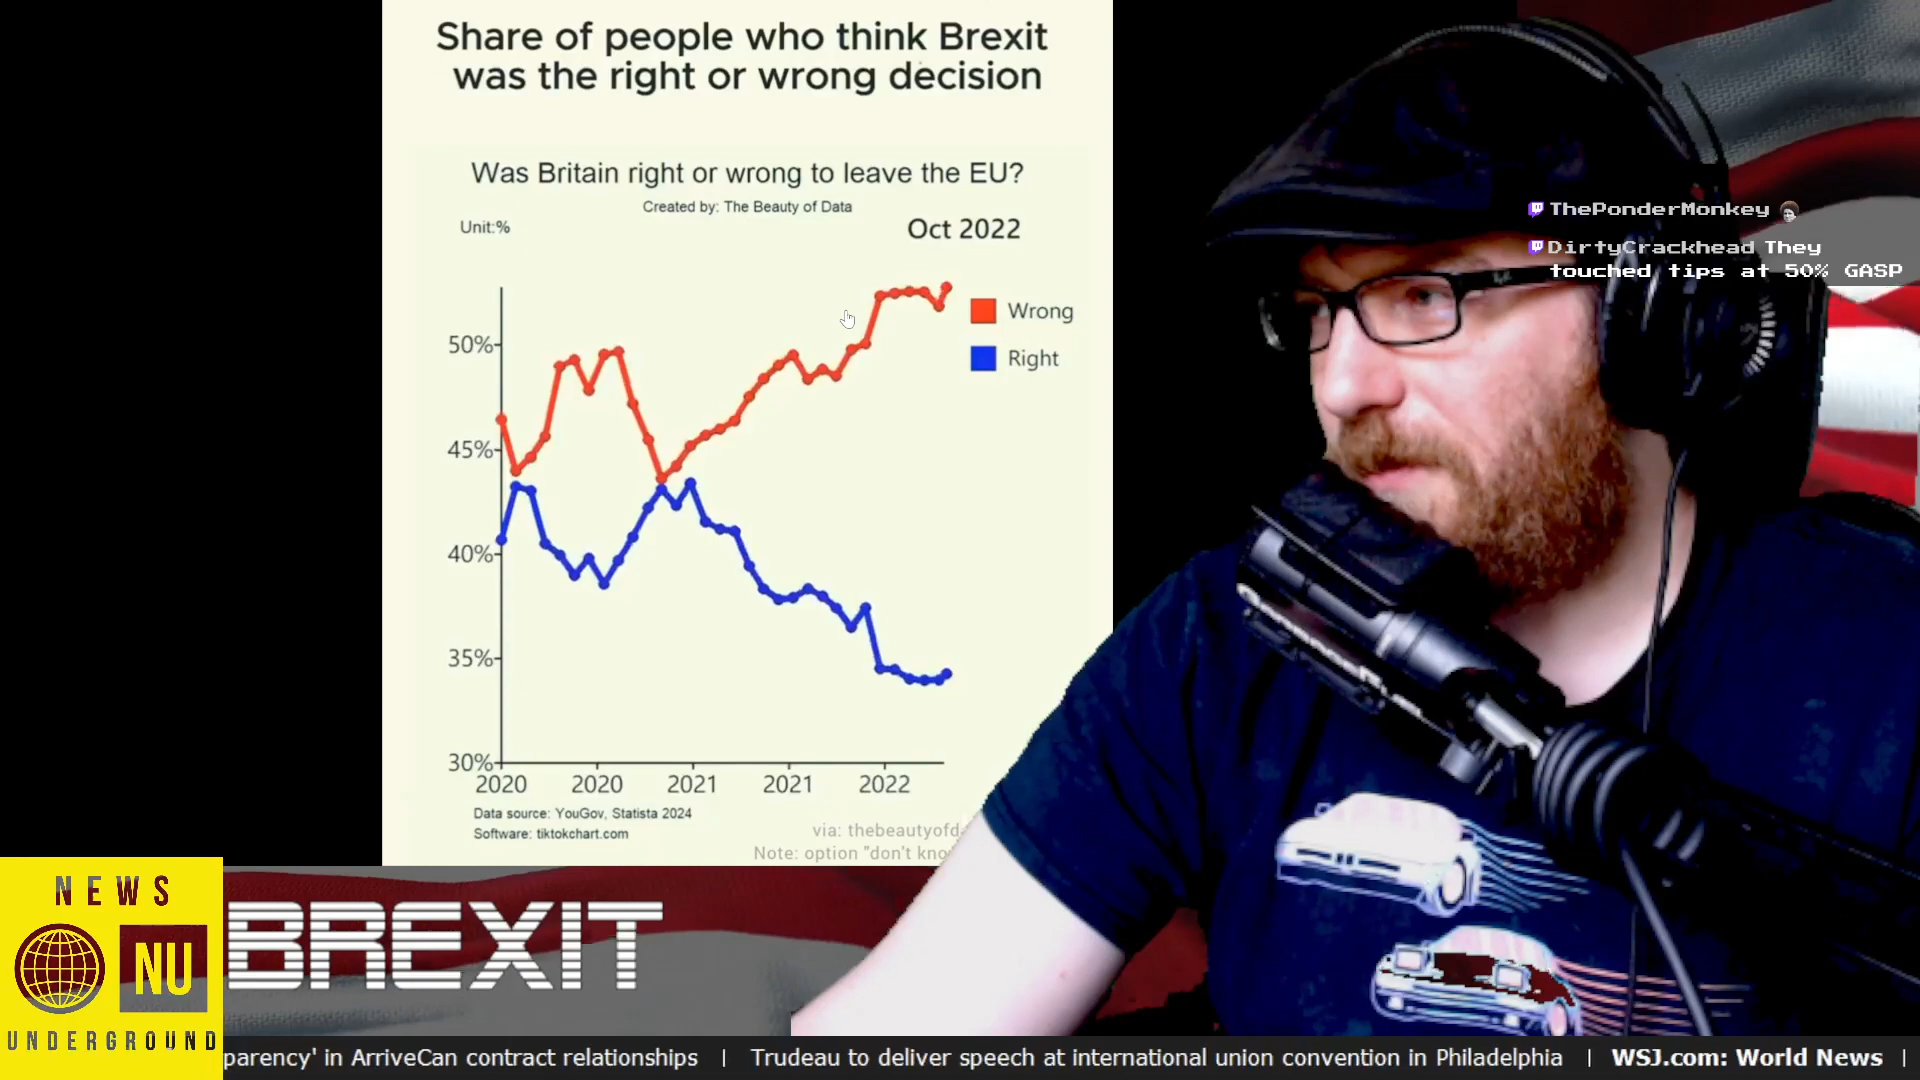 Share of people who think Brexit
was the right or wrong decision
Was Britain right or wrong to leave the EU?
Created by: The Beauty of Data
Unit:%
Oct 2022
Wrong
Right
50%
45%
40%
35%
30%
2020 2020 2021 2021 2022
Data source: YouGov, Statista 2024
Software: tiktokchart.com
via: thebeautyofd
Note: option "don't kno
ThePonderMonkey
DirtyCrackhead They
touched tips at 50% GASP
NEWS
NU
UNDERGROUND
BREXIT
parency' in ArriveCan contract relationships | Trudeau to deliver speech at international union convention in Philadelphia | WSJ.com: World News |